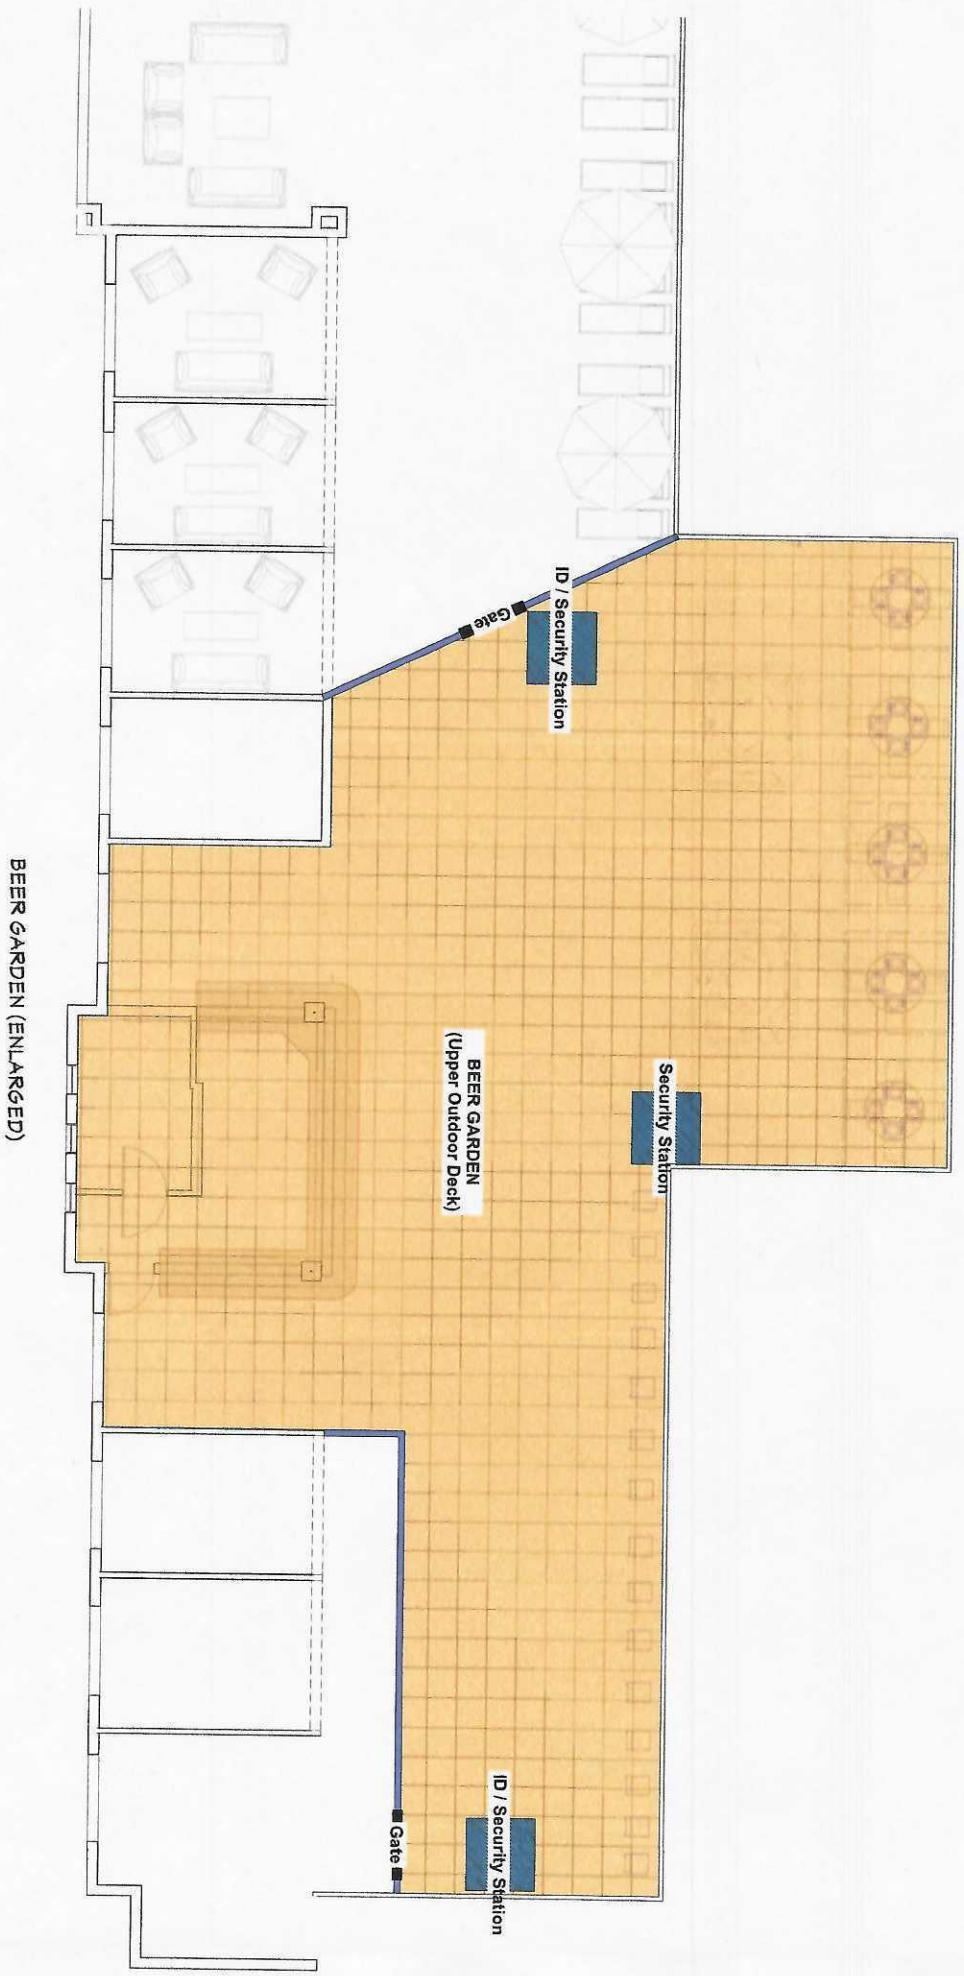 ID / Security Station
Gate
Security Station
BEER GARDEN
(Upper Outdoor Deck)
Gate
ID / Security Station
BEER GARDEN (ENLARGED)